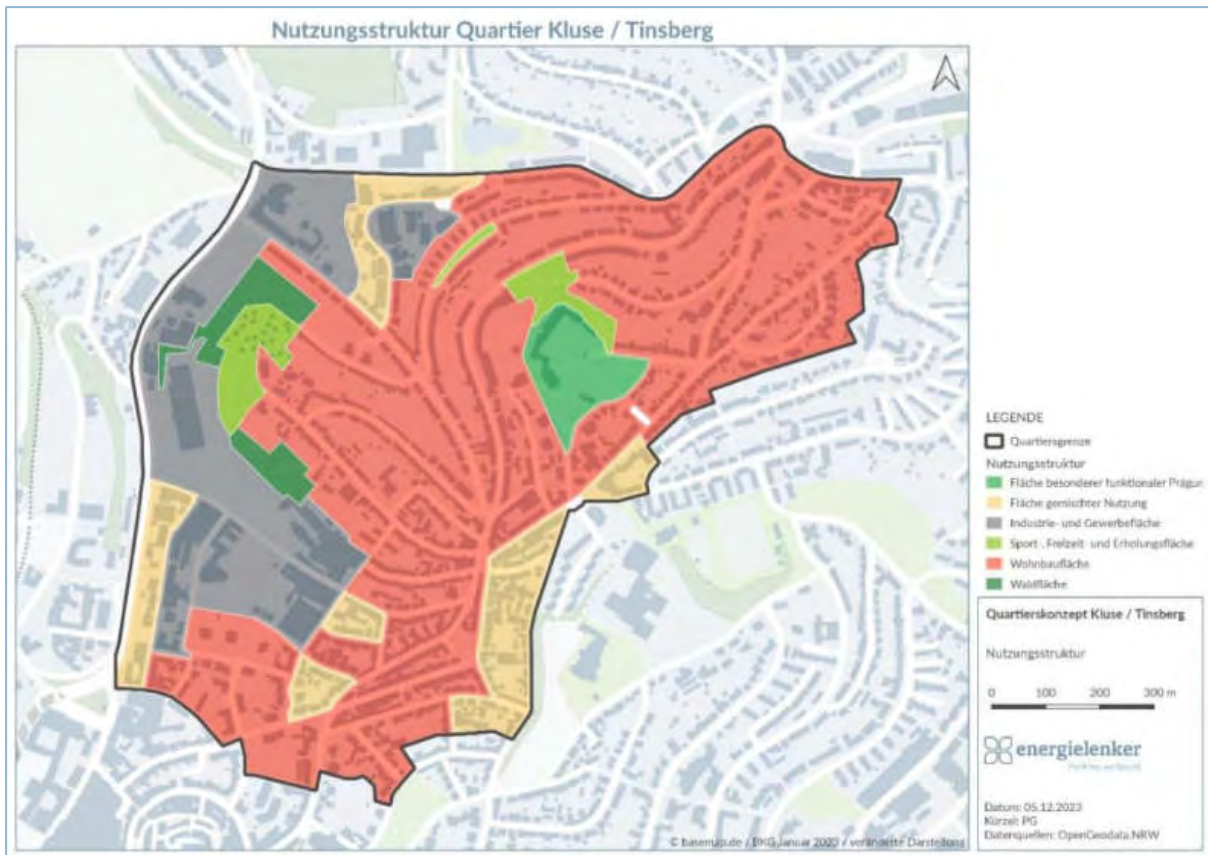 Nutzungsstruktur Quartier Kluse / Tinsberg
LEGENDE
Quartiersgrenze
Nutzungsstruktur
Fläche besonderer funktionaler Prägur
Fläche gemischter Nutzung
Industrie- und Gewerbefläche
Sport-, Freizeit- und Erholungsfläche
Wohnbaufläche
Waldfläche
Quartierskonzept Kluse / Tinsberg
Nutzungsstruktur
0 100 200 300 m
energielenker
Datum: 05.12.2023
Kürzel: PG
Datenquellen: OpenGeodata.NRW
© basemap.de / BKG Januar 2023 / veränderte Darstellung